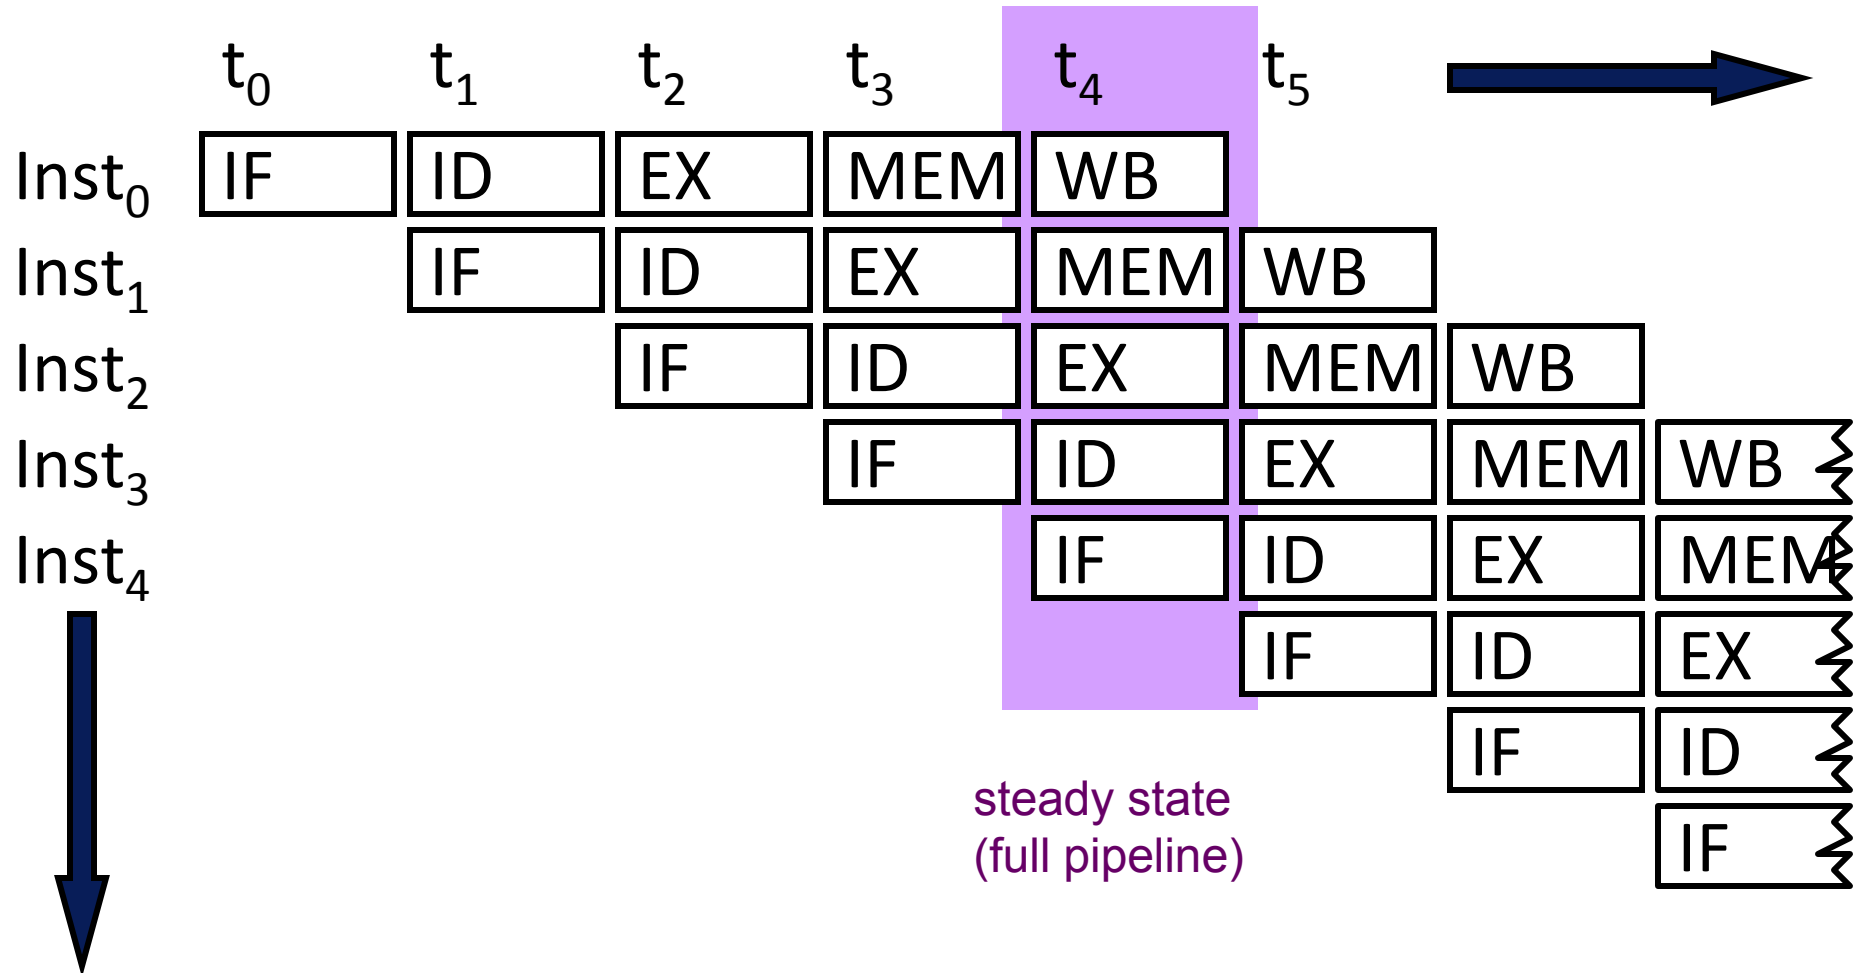 t0 t1 t2 t3 t4 t5
Inst0 IF ID EX MEM WB
Inst1 IF ID EX MEM WB
Inst2 IF ID EX MEM WB
Inst3 IF ID EX MEM WB
Inst4 IF ID EX MEM
IF ID EX
IF ID
IF
steady state
(full pipeline)